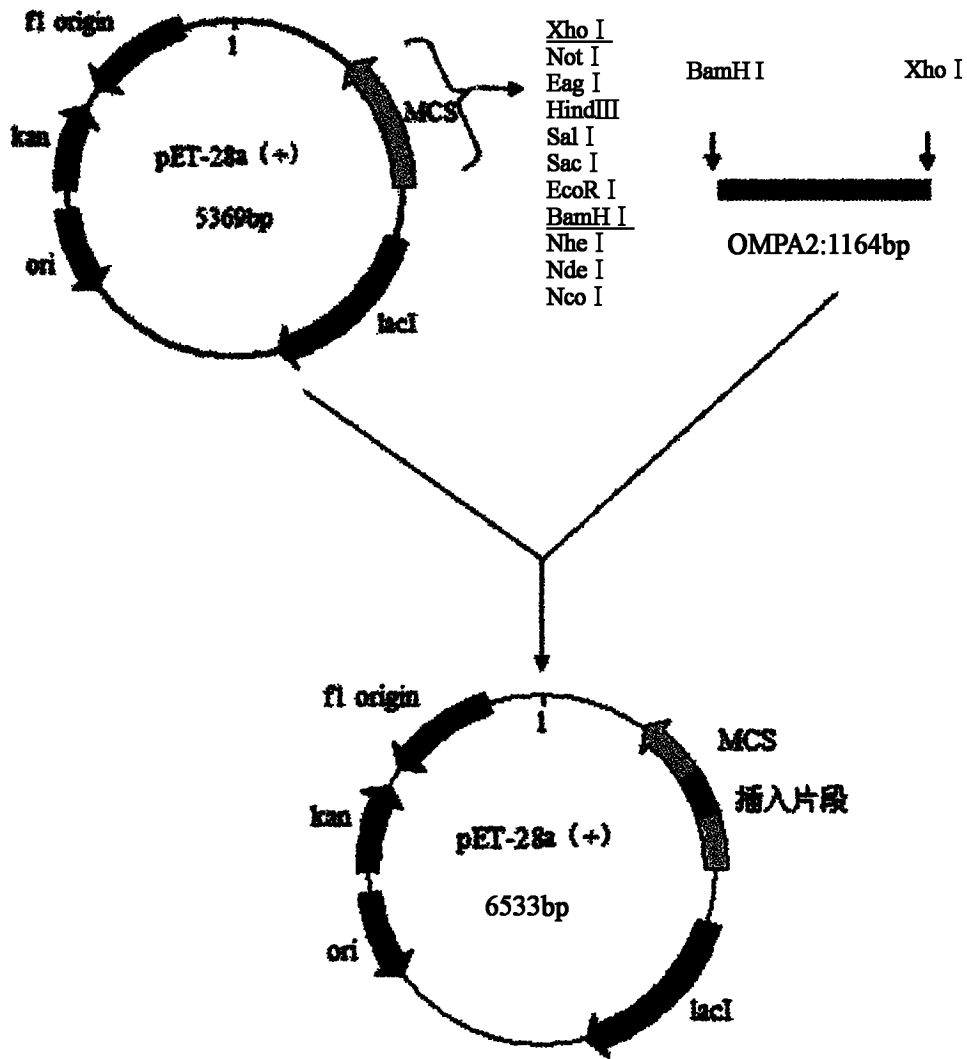 f1 origin
1
MCS
kan
pET-28a (+)
5369bp
ori
lacI
Xho Ⅰ
Not Ⅰ
Eag Ⅰ
HindⅢ
Sal Ⅰ
Sac Ⅰ
EcoR Ⅰ
BamH Ⅰ
Nhe Ⅰ
Nde Ⅰ
Nco Ⅰ
BamH Ⅰ
Xho Ⅰ
OMPA2:1164bp
f1 origin
1
MCS
插入片段
kan
pET-28a (+)
6533bp
ori
lacI